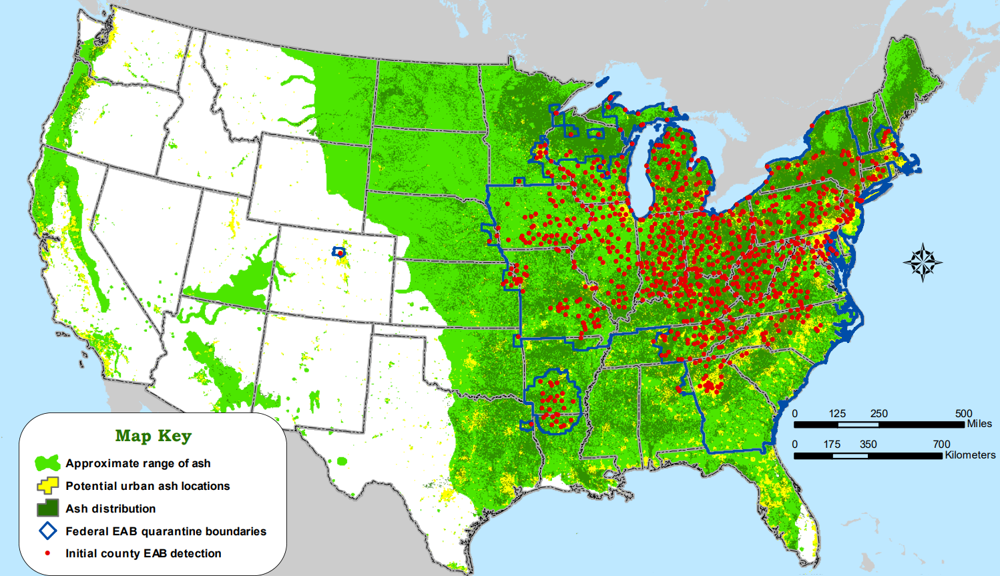 0 125 250 500
Miles
0 175 350 700
Kilometers
Map Key
Approximate range of ash
Potential urban ash locations
Ash distribution
Federal EAB quarantine boundaries
Initial county EAB detection